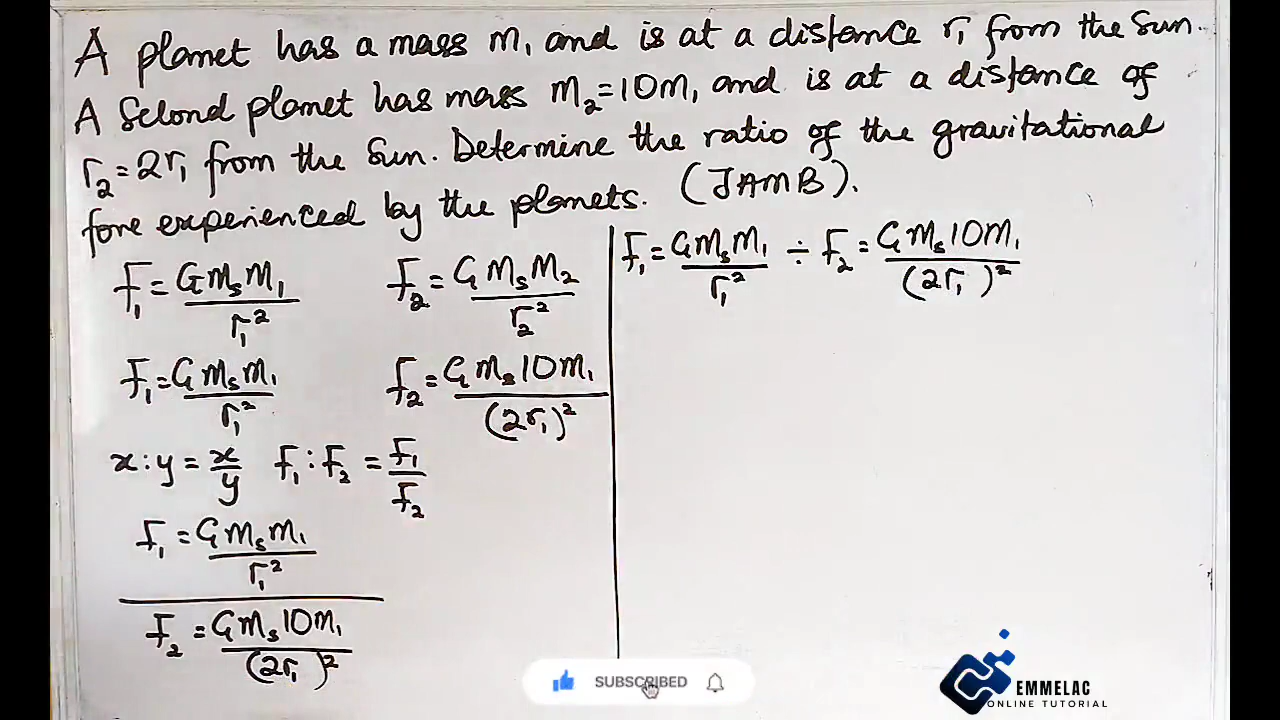 A planet has a mass m₁ and is at a distance r₁ from the Sun.
A Second planet has mass m₂=10m₁ and is at a distance of
r₂=2r₁ from the Sun. Determine the ratio of the gravitational
force experienced by the planets. (JAMB).
F₁ = Gmₛm₁/r₁² F₂ = Gmₛm₂/r₂²
F₁ = Gmₛm₁/r₁² F₂ = Gmₛ10m₁/(2r₁)²
x:y = x/y F₁:F₂ = F₁/F₂
F₁ = Gmₛm₁/r₁²
F₂ = Gmₛ10m₁/(2r₁)²
F₁ = Gmₛm₁/r₁² ÷ F₂ = Gmₛ10m₁/(2r₁)²
SUBSCRIBED
EMMELAC
ONLINE TUTORIAL